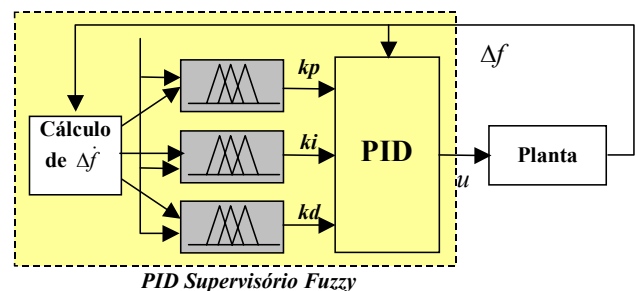 Δf
kp
Cálculo
de Δḟ
ki
PID
Planta
u
kd
PID Supervisório Fuzzy